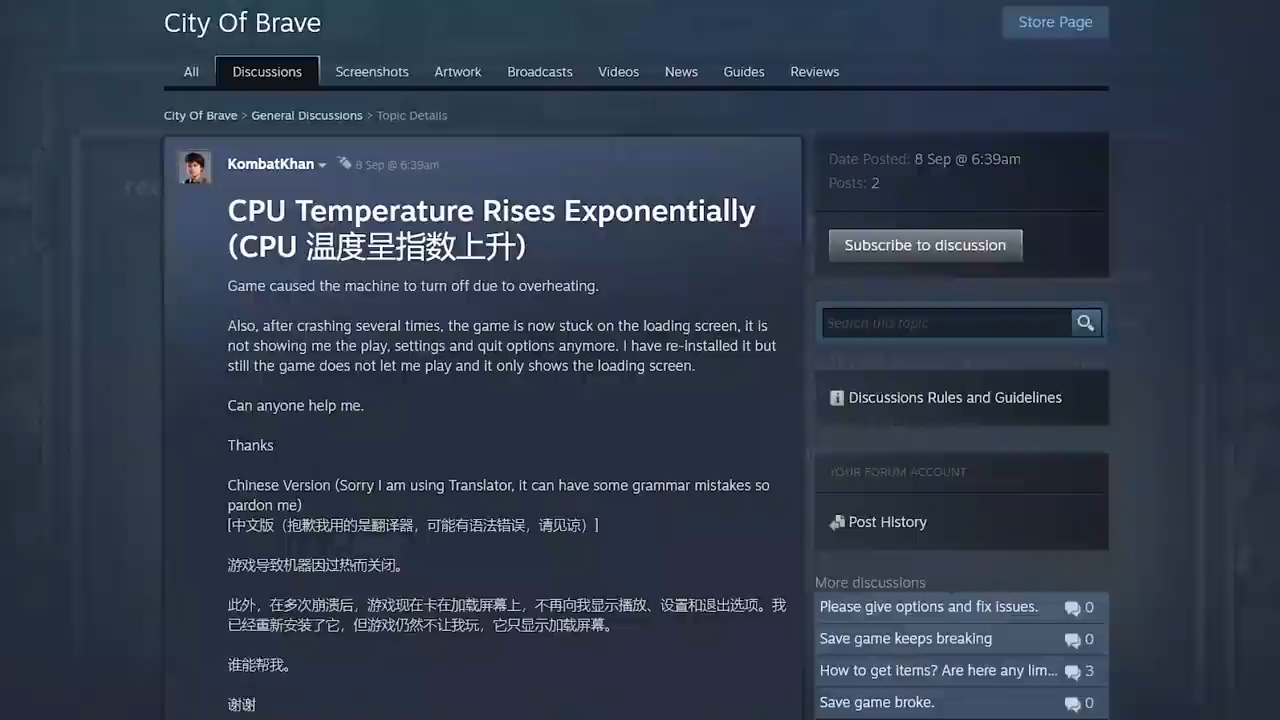 City Of Brave
Store Page
All
Discussions
Screenshots
Artwork
Broadcasts
Videos
News
Guides
Reviews
City Of Brave > General Discussions > Topic Details
KombatKhan
8 Sep @ 6:39am
CPU Temperature Rises Exponentially
(CPU 温度呈指数上升)
Game caused the machine to turn off due to overheating.
Also, after crashing several times, the game is now stuck on the loading screen, it is
not showing me the play, settings and quit options anymore. I have re-installed it but
still the game does not let me play and it only shows the loading screen.
Can anyone help me.
Thanks
Chinese Version (Sorry I am using Translator, it can have some grammar mistakes so
pardon me)
[中文版（抱歉我用的是翻译器，可能有语法错误，请见谅）]
游戏导致机器因过热而关闭。
此外，在多次崩溃后，游戏现在卡在加载屏幕上，不再向我显示播放、设置和退出选项。我
已经重新安装了它，但游戏仍然不让我玩，它只显示加载屏幕。
谁能帮我。
谢谢
Date Posted: 8 Sep @ 6:39am
Posts: 2
Subscribe to discussion
Search this topic
Discussions Rules and Guidelines
YOUR FORUM ACCOUNT
Post History
More discussions
Please give options and fix issues. 0
Save game keeps breaking 0
How to get items? Are here any lim... 3
Save game broke. 0